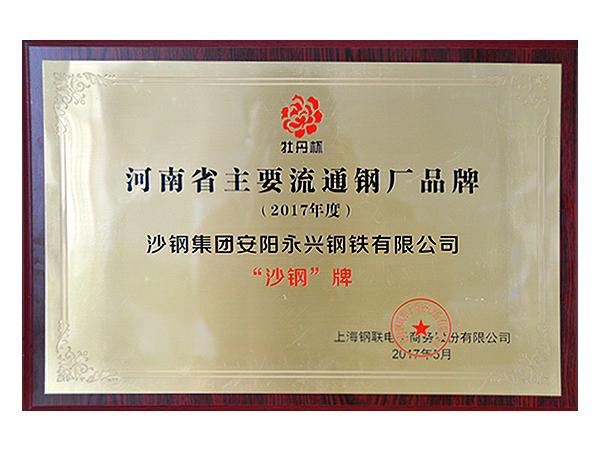 牡丹杯
河南省主要流通钢厂品牌
(2017年度)
沙钢集团安阳永兴钢铁有限公司
“沙钢”牌
上海钢联电子商务股份有限公司
2017年5月